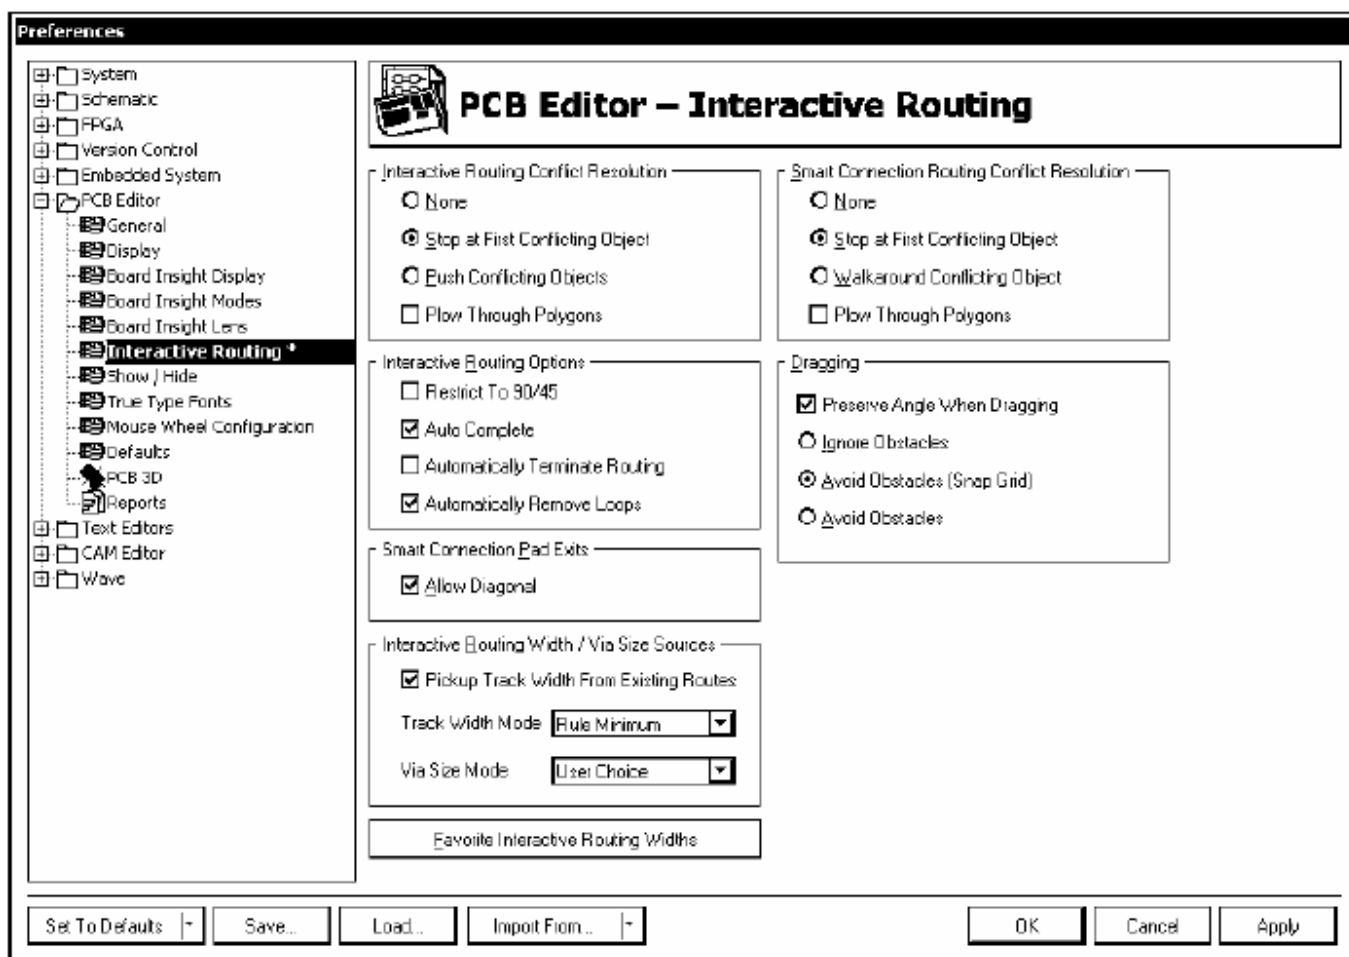 Preferences
System
Schematic
FPGA
Version Control
Embedded System
PCB Editor
General
Display
Board Insight Display
Board Insight Modes
Board Insight Lens
Interactive Routing *
Show / Hide
True Type Fonts
Mouse Wheel Configuration
Defaults
PCB 3D
Reports
Text Editors
CAM Editor
Wave
PCB Editor – Interactive Routing
Interactive Routing Conflict Resolution
None
Stop at First Conflicting Object
Push Conflicting Objects
Plow Through Polygons
Smart Connection Routing Conflict Resolution
None
Stop at First Conflicting Object
Walkaround Conflicting Object
Plow Through Polygons
Interactive Routing Options
Restrict To 90/45
Auto Complete
Automatically Terminate Routing
Automatically Remove Loops
Dragging
Preserve Angle When Dragging
Ignore Obstacles
Avoid Obstacles (Snap Grid)
Avoid Obstacles
Smart Connection Pad Exits
Allow Diagonal
Interactive Routing Width / Via Size Sources
Pickup Track Width From Existing Routes
Track Width Mode Rule Minimum
Via Size Mode User Choice
Favorite Interactive Routing Widths
Set To Defaults Save... Load... Import From... OK Cancel Apply